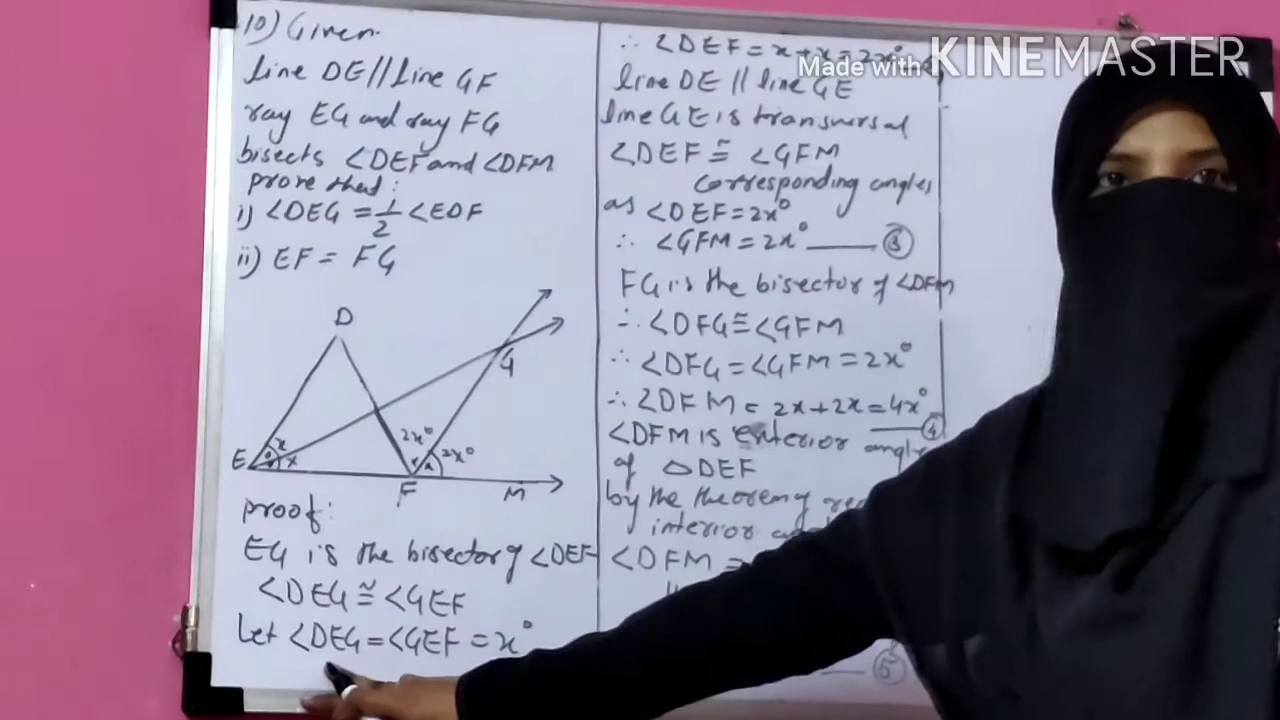 10) Given.
line DE // line GF
ray EG and ray FG
bisects ∠DEF and ∠DFM
prove that:
i) ∠DEG = 1/2 ∠EDF
ii) EF = FG
D
G
x
x
E
2x°
2x°
F
M
proof:
EG is the bisector of ∠DEF
∠DEG ≅ ∠GEF
Let ∠DEG = ∠GEF = x°
∴ ∠DEF = x + x = 2x°
line DE // line GE
line GE is transversal
∠DEF ≅ ∠GFM
corresponding angles
as ∠DEF = 2x°
∴ ∠GFM = 2x° ——— ③
FG is the bisector of ∠DFM
∴ ∠DFG ≅ ∠GFM
∴ ∠DFG = ∠GFM = 2x°
∴ ∠DFM = 2x + 2x = 4x°
——— ④
∠DFM is exterior angle
of △DEF
by the theorem of
interior
∠DFM =
⑤
Made with KINEMASTER